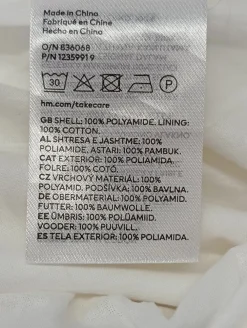 Made in China
Fabriqué en Chine
Hecho en China
O/N 836068
P/N 1235991 9
30
P
hm.com/takecare
GB SHELL: 100% POLYAMIDE. LINING:
100% COTTON.
AL SHTRESA E JASHTME: 100%
POLYAMIDE. ASTARI: 100% PAMBUK.
CAT EXTERIOR: 100% POLIAMIDA.
FOLRE: 100% COTÓ.
CZ VRCHOVÝ MATERIÁL: 100%
POLYAMID. PODŠÍVKA: 100% BAVLNA.
DE OBERMATERIAL: 100% POLYAMID.
FUTTER: 100% BAUMWOLLE.
EE ÜMBRIS: 100% POLÜAMIID.
VOODER: 100% PUUVILL.
ES TELA EXTERIOR: 100% POLIAMIDA.